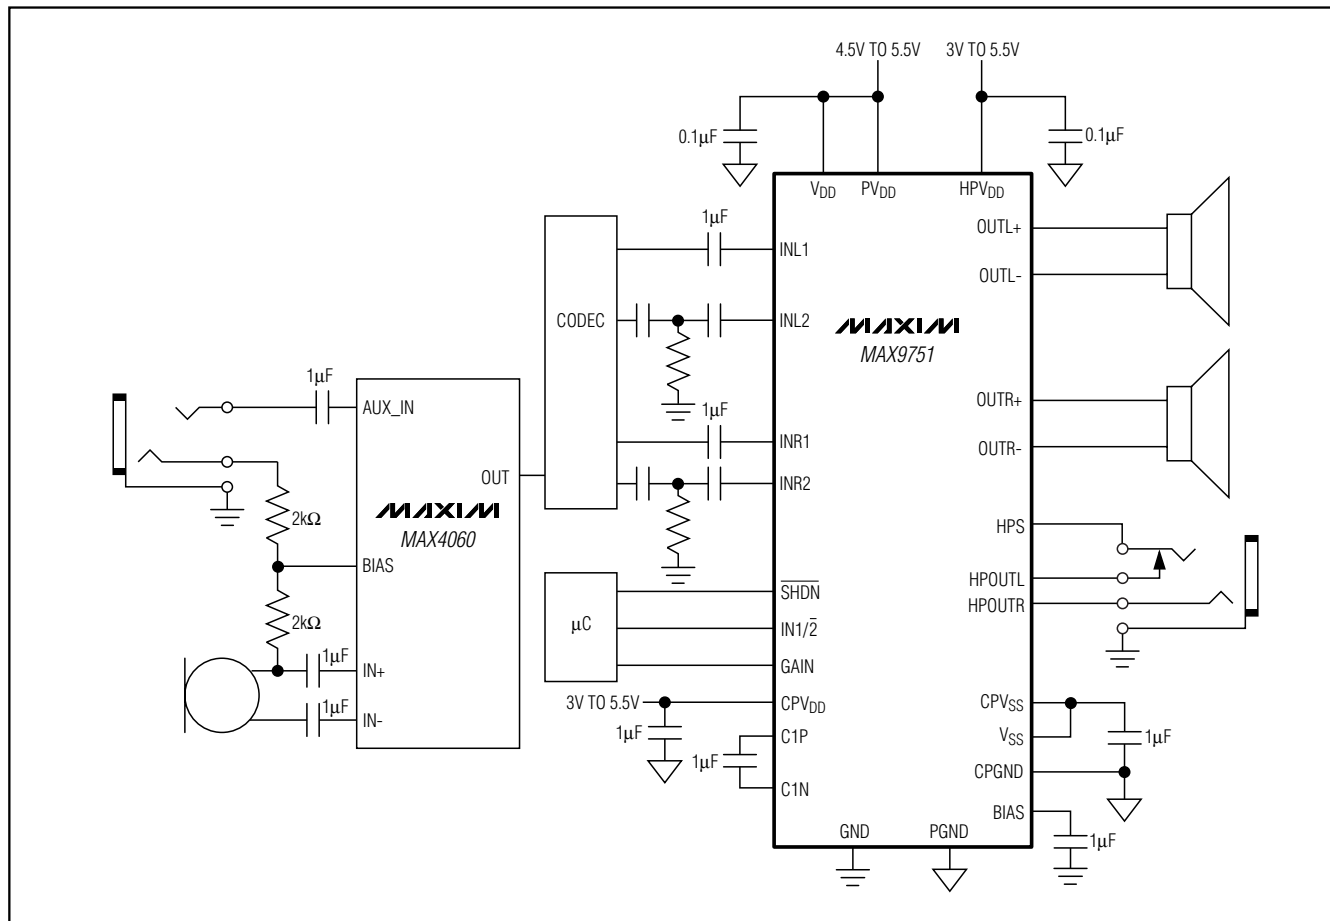 4.5V TO 5.5V
3V TO 5.5V
0.1μF
0.1μF
VDD
PVDD
HPVDD
1μF
INL1
OUTL+
OUTL-
CODEC
INL2
MAXIM
MAX9751
1μF
AUX_IN
1μF
INR1
OUTR+
OUTR-
OUT
INR2
MAXIM
MAX4060
2kΩ
HPS
BIAS
HPOUTL
HPOUTR
μC
S̅H̅D̅N̅
IN1/2̅
GAIN
2kΩ
1μF
IN+
1μF
IN-
3V TO 5.5V
CPVDD
1μF
C1P
1μF
C1N
CPVSS
VSS
1μF
CPGND
BIAS
1μF
GND
PGND